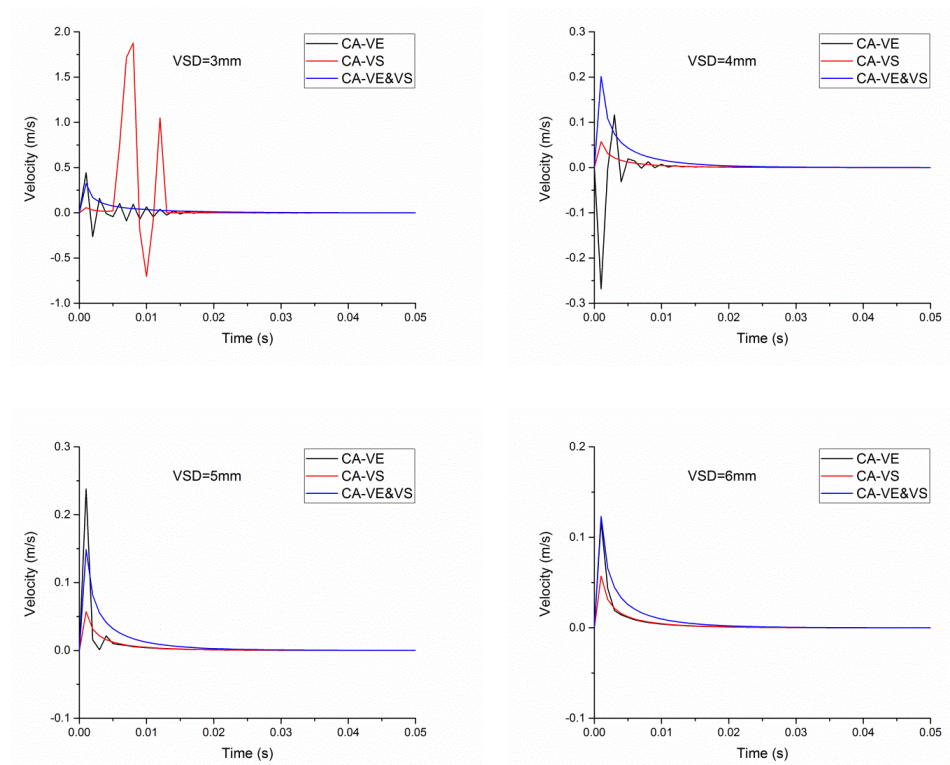 2.0
1.5
1.0
0.5
0.0
-0.5
-1.0
Velocity (m/s)
VSD=3mm
CA-VE
CA-VS
CA-VE&VS
0.00 0.01 0.02 0.03 0.04 0.05
Time (s)
0.3
0.2
0.1
0.0
-0.1
-0.2
-0.3
Velocity (m/s)
VSD=4mm
CA-VE
CA-VS
CA-VE&VS
0.00 0.01 0.02 0.03 0.04 0.05
Time (s)
0.3
0.2
0.1
0.0
-0.1
Velocity (m/s)
VSD=5mm
CA-VE
CA-VS
CA-VE&VS
0.00 0.01 0.02 0.03 0.04 0.05
Time (s)
0.2
0.1
0.0
-0.1
Velocity (m/s)
VSD=6mm
CA-VE
CA-VS
CA-VE&VS
0.00 0.01 0.02 0.03 0.04 0.05
Time (s)